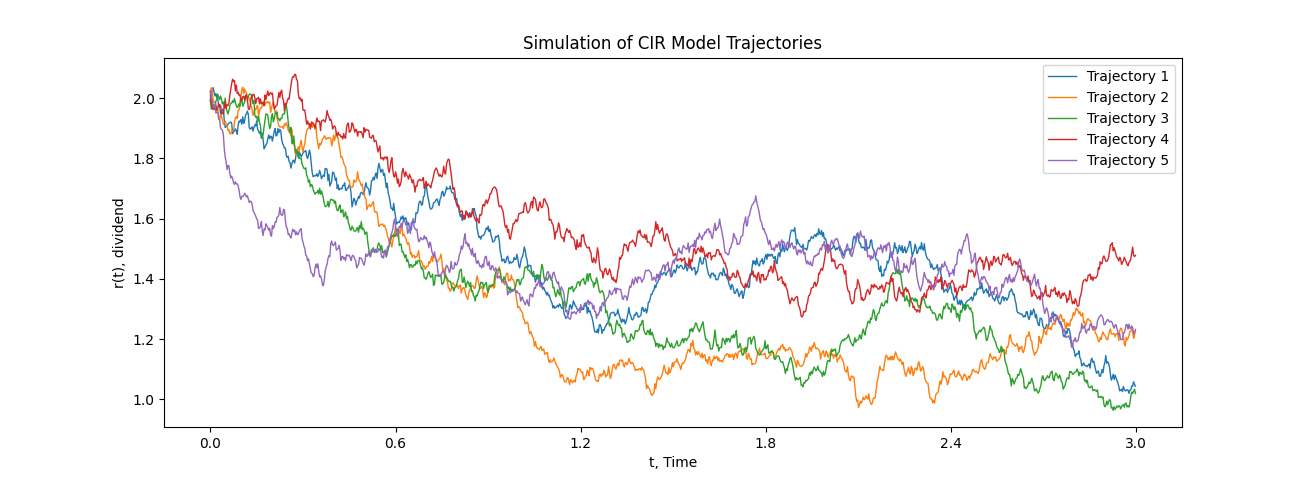 Simulation of CIR Model Trajectories
r(t), dividend
2.0
1.8
1.6
1.4
1.2
1.0
0.0 0.6 1.2 1.8 2.4 3.0
t, Time
Trajectory 1
Trajectory 2
Trajectory 3
Trajectory 4
Trajectory 5